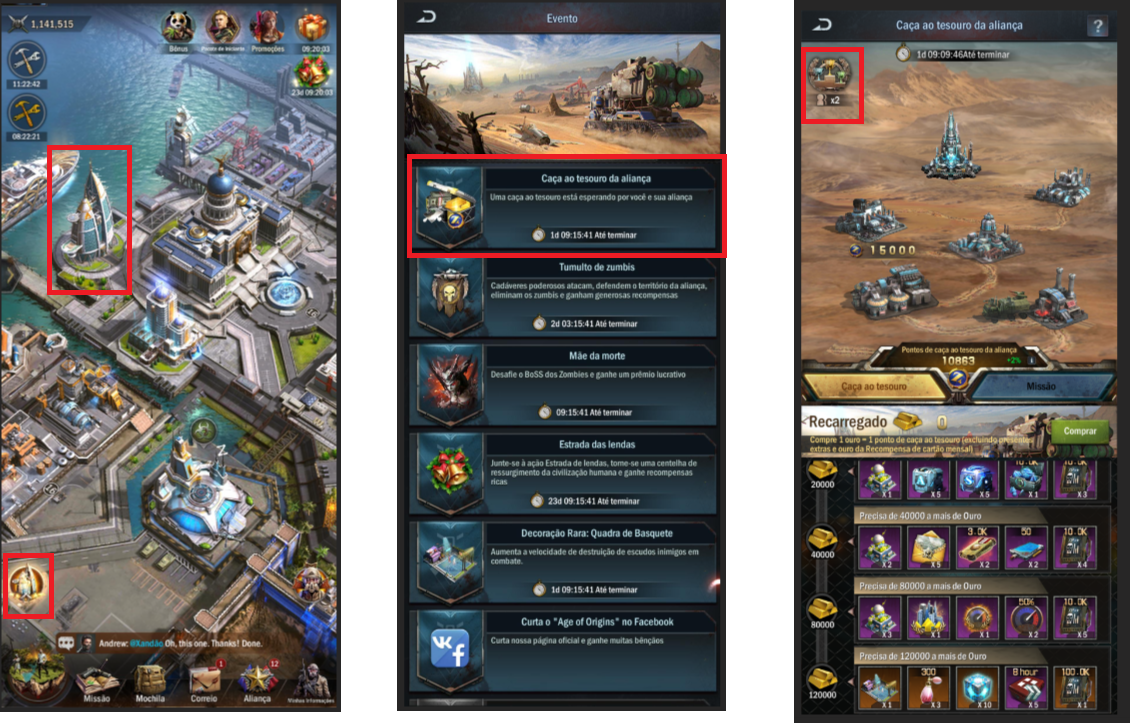 1,141,515
Bônus
Promoções
09:20:03
23d 09:20:03
11:22:42
08:22:21
Andrew: @Xandão Oh, this one. Thanks! Done.
1
12
Missão
Mochila
Correio
Aliança
Minhas informações
Evento
Caça ao tesouro da aliança
Uma caça ao tesouro está esperando por você e sua aliança
1d 09:15:41 Até terminar
Tumulto de zumbis
Cadáveres poderosos atacam, defendem o território da aliança,
eliminam os zumbis e ganham generosas recompensas
2d 03:15:41 Até terminar
Mãe da morte
Desafie o BoSS dos Zombies e ganhe um prêmio lucrativo
09:15:41 Até terminar
Estrada das lendas
Junte-se à ação Estrada de lendas, torne-se uma centelha de
ressurgimento da civilização humana e ganhe recompensas
ricas
23d 09:15:41 Até terminar
Decoração Rara: Quadra de Basquete
Aumenta a velocidade de destruição de escudos inimigos em
combate.
1d 09:15:41 Até terminar
Curta o "Age of Origins" no Facebook
Curta nossa página oficial e ganhe muitas bênçãos
Caça ao tesouro da aliança
?
1d 09:09:46Até terminar
x2
15000
Pontos de caça ao tesouro da aliança
10863
+2%
Caça ao tesouro
Missão
Recarregado
0
Comprar
Compre 1 ouro = 1 ponto de caça ao tesouro (excluindo presentes
extras e ouro da Recompensa de cartão mensal)
20000
X1
X5
X5
X1
X3
Precisa de 40000 a mais de Ouro
40000
3.0K
50
10.0K
X2
X5
X2
X2
X4
Precisa de 80000 a mais de Ouro
80000
50%
10.0K
X3
X1
X1
X2
X5
Precisa de 120000 a mais de Ouro
120000
300
8 hour
100.0K
X1
X3
X10
X5
X1